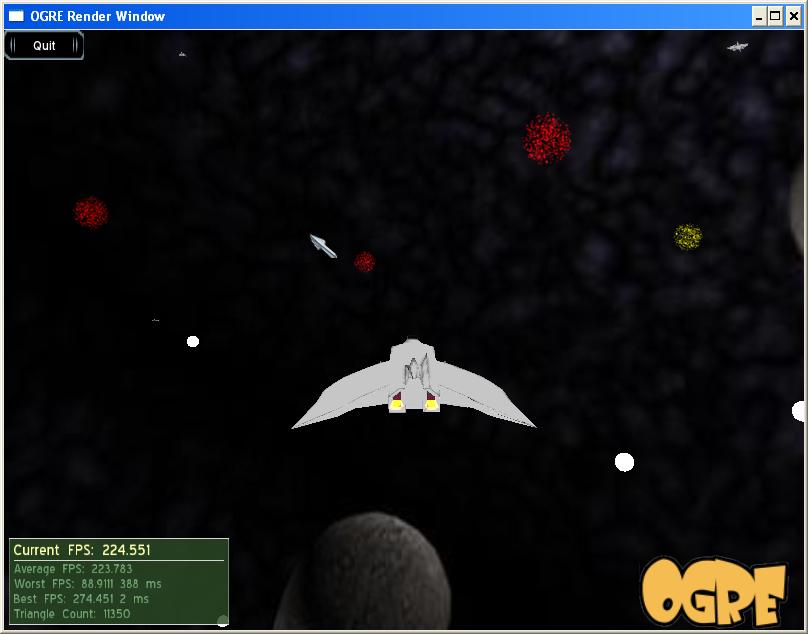 OGRE Render Window
Quit
Current FPS: 224.551
Average FPS: 223.783
Worst FPS: 88.9111 388 ms
Best FPS: 274.451 2 ms
Triangle Count: 11350
OGRE